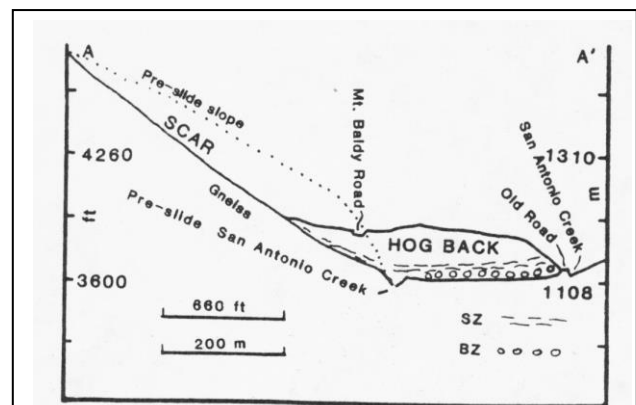 A
A'
Pre-slide slope
SCAR
Mt. Baldy Road
San Antonio Creek
Old Road
4260
1310
ft
m
Gneiss
Pre-slide San Antonio Creek
HOG BACK
3600
1108
660 ft
200 m
SZ
BZ